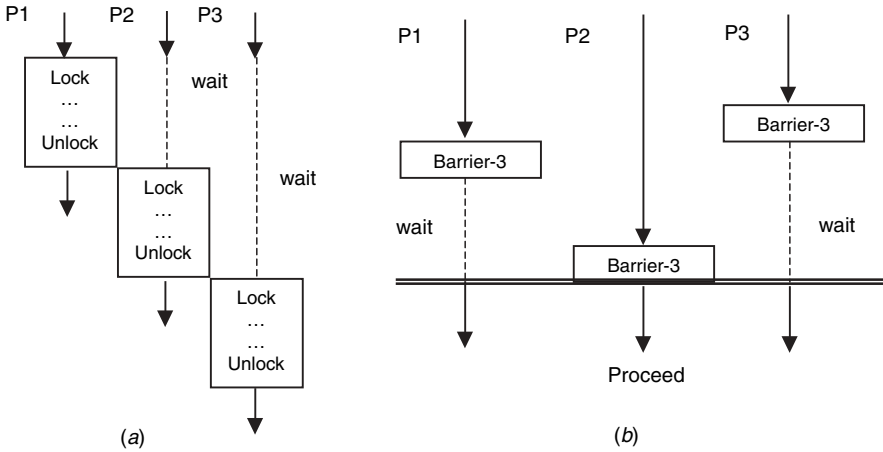 P1 P2 P3
Lock
...
...
Unlock
wait
Lock
...
...
Unlock
wait
Lock
...
...
Unlock
(a)
P1
P2
P3
Barrier-3
Barrier-3
wait
wait
Barrier-3
Proceed
(b)